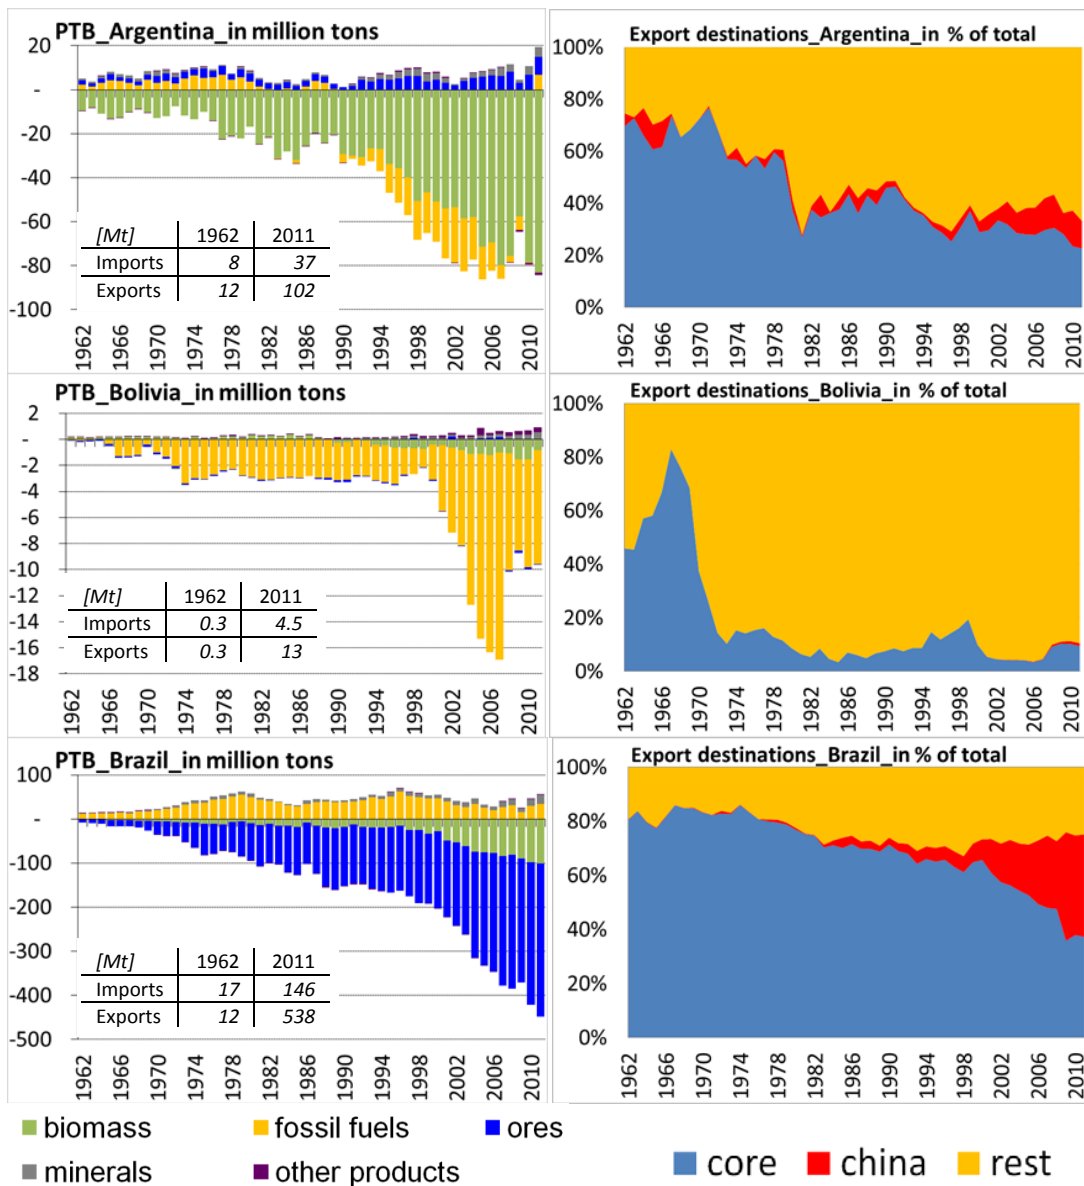 PTB_Argentina_in million tons
20
-
-20
-40
-60
-80
-100
[Mt] 1962 2011
Imports 8 37
Exports 12 102
1962 1966 1970 1974 1978 1982 1986 1990 1994 1998 2002 2006 2010
Export destinations_Argentina_in % of total
100%
80%
60%
40%
20%
0%
1962 1966 1970 1974 1978 1982 1986 1990 1994 1998 2002 2006 2010
PTB_Bolivia_in million tons
2
-
-2
-4
-6
-8
-10
-12
-14
-16
-18
[Mt] 1962 2011
Imports 0.3 4.5
Exports 0.3 13
1962 1966 1970 1974 1978 1982 1986 1990 1994 1998 2002 2006 2010
Export destinations_Bolivia_in % of total
100%
80%
60%
40%
20%
0%
1962 1966 1970 1974 1978 1982 1986 1990 1994 1998 2002 2006 2010
PTB_Brazil_in million tons
100
-
-100
-200
-300
-400
-500
[Mt] 1962 2011
Imports 17 146
Exports 12 538
1962 1966 1970 1974 1978 1982 1986 1990 1994 1998 2002 2006 2010
Export destinations_Brazil_in % of total
100%
80%
60%
40%
20%
0%
1962 1966 1970 1974 1978 1982 1986 1990 1994 1998 2002 2006 2010
biomass fossil fuels ores
minerals other products
core china rest